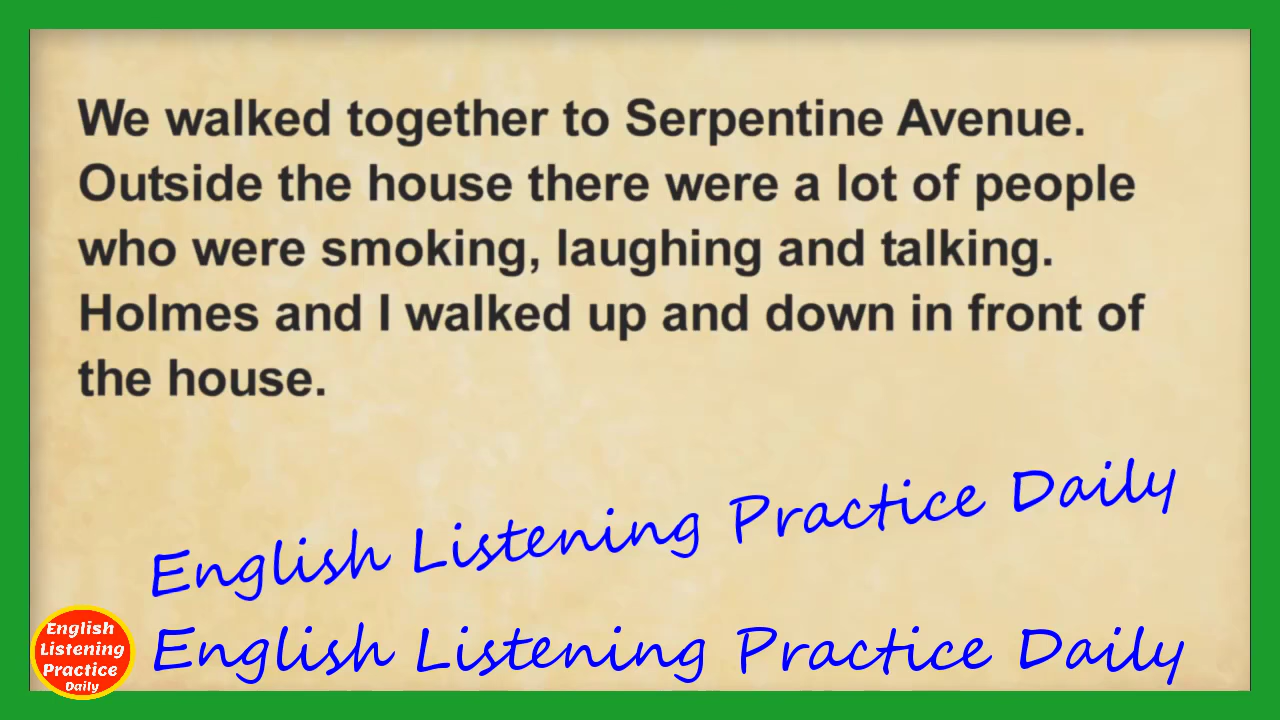 We walked together to Serpentine Avenue.
Outside the house there were a lot of people
who were smoking, laughing and talking.
Holmes and I walked up and down in front of
the house.
English Listening Practice Daily
English Listening Practice Daily
English
Listening
Practice
Daily